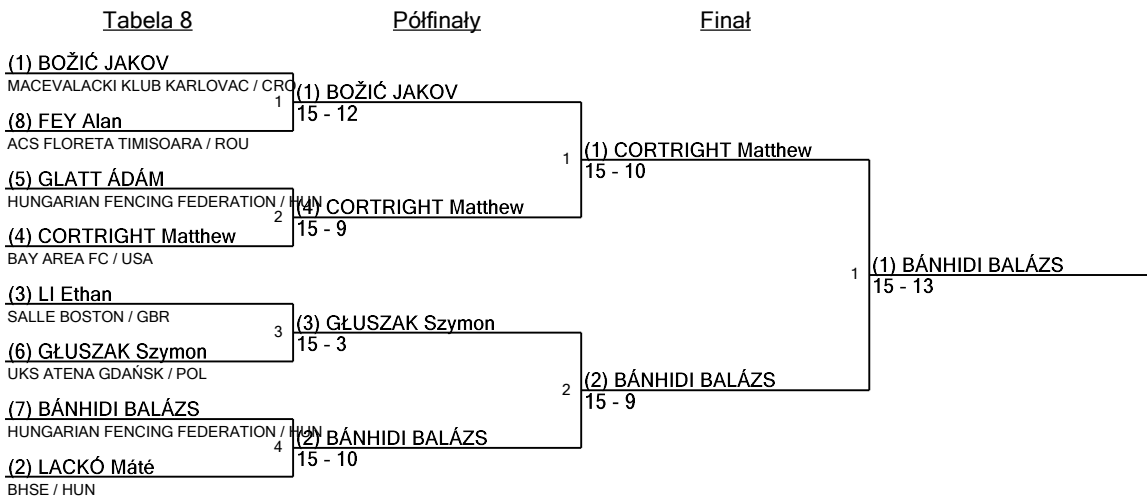 Tabela 8
Półfinały
Finał
(1) BOŽIĆ JAKOV
MACEVALACKI KLUB KARLOVAC / CRO
1
(8) FEY Alan
ACS FLORETA TIMISOARA / ROU
(1) BOŽIĆ JAKOV
15 - 12
(5) GLATT ÁDÁM
HUNGARIAN FENCING FEDERATION / HUN
2
(4) CORTRIGHT Matthew
BAY AREA FC / USA
(4) CORTRIGHT Matthew
15 - 9
1
(1) CORTRIGHT Matthew
15 - 10
(3) LI Ethan
SALLE BOSTON / GBR
3
(6) GŁUSZAK Szymon
UKS ATENA GDAŃSK / POL
(3) GŁUSZAK Szymon
15 - 3
(7) BÁNHIDI BALÁZS
HUNGARIAN FENCING FEDERATION / HUN
4
(2) LACKÓ Máté
BHSE / HUN
(2) BÁNHIDI BALÁZS
15 - 10
2
(2) BÁNHIDI BALÁZS
15 - 9
1
(1) BÁNHIDI BALÁZS
15 - 13